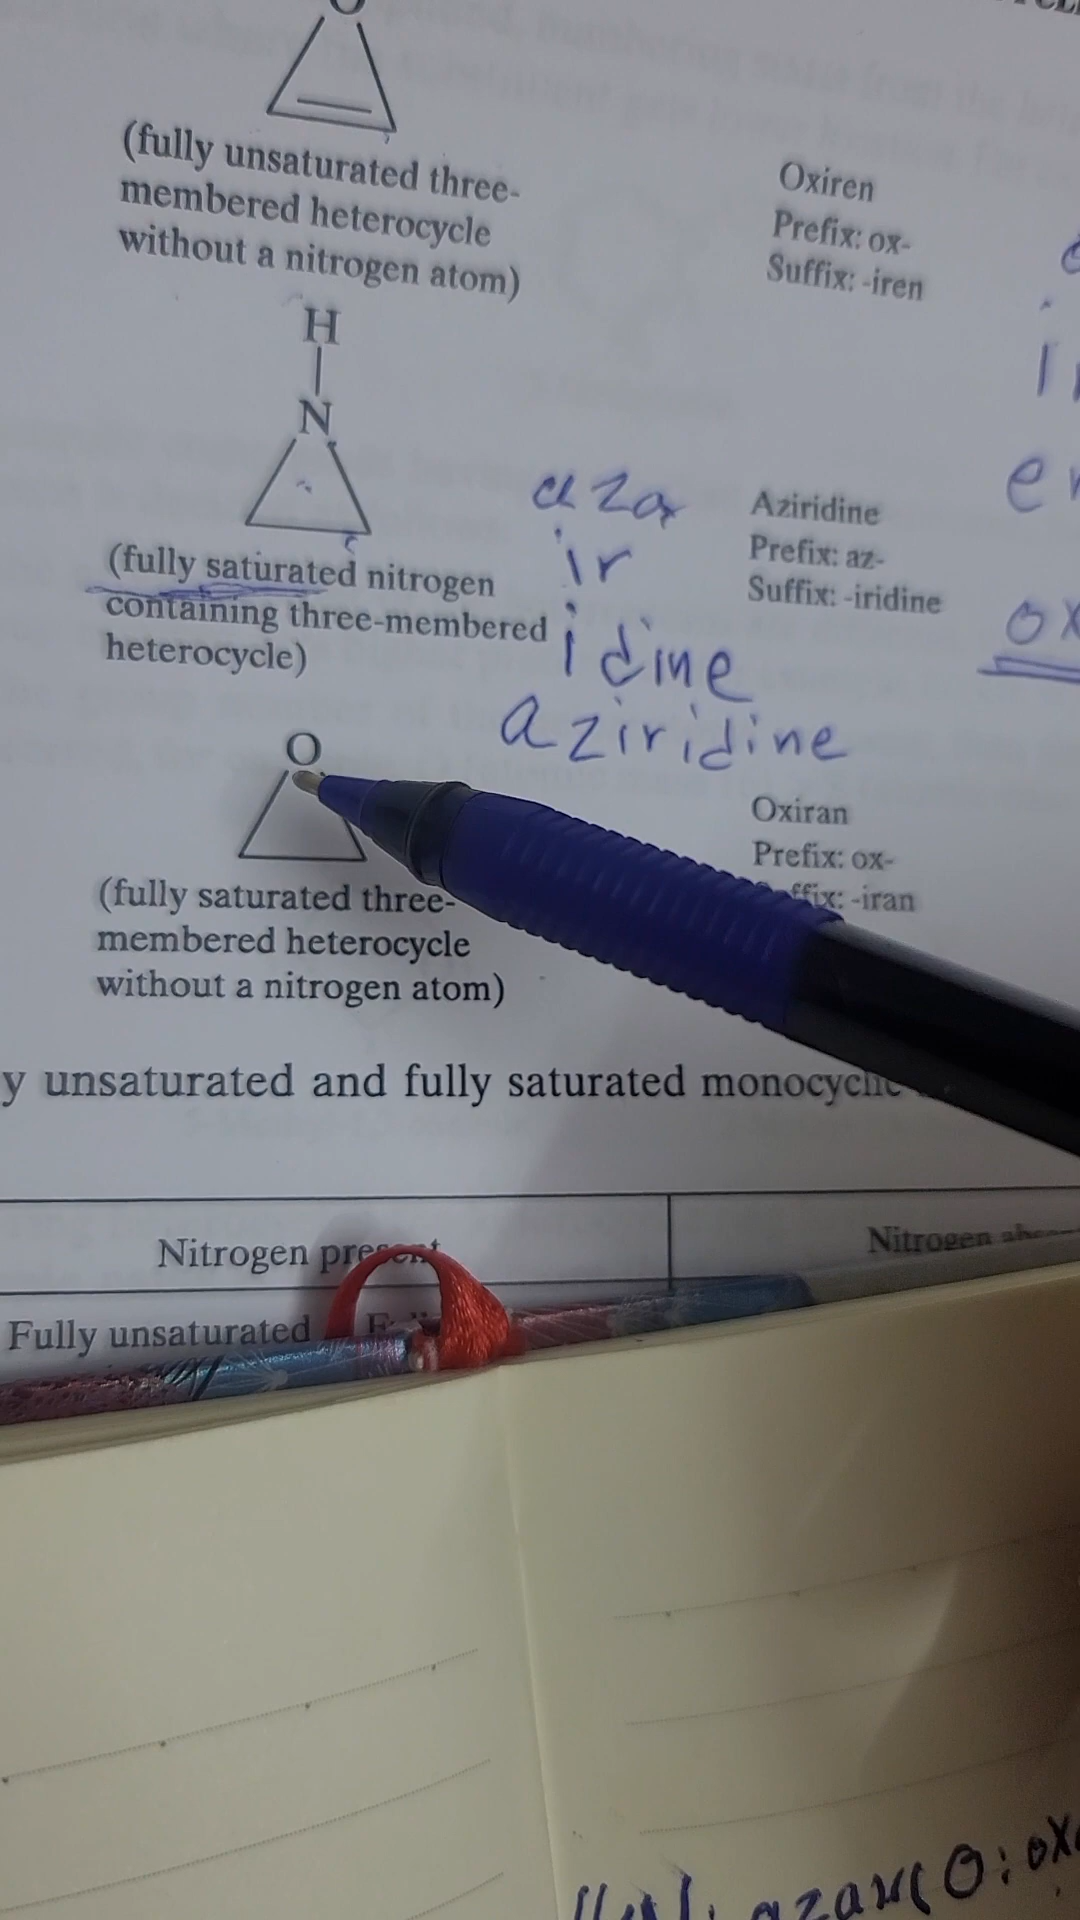 (fully unsaturated three-
membered heterocycle
without a nitrogen atom)
Oxiren
Prefix: ox-
Suffix: -iren
H
N
(fully saturated nitrogen
containing three-membered
heterocycle)
aza
ir
idine
aziridine
Aziridine
Prefix: az-
Suffix: -iridine
O
(fully saturated three-
membered heterocycle
without a nitrogen atom)
Oxiran
Prefix: ox-
-iran
unsaturated and fully saturated monocyclic
Nitrogen present
Nitrogen
Fully unsaturated